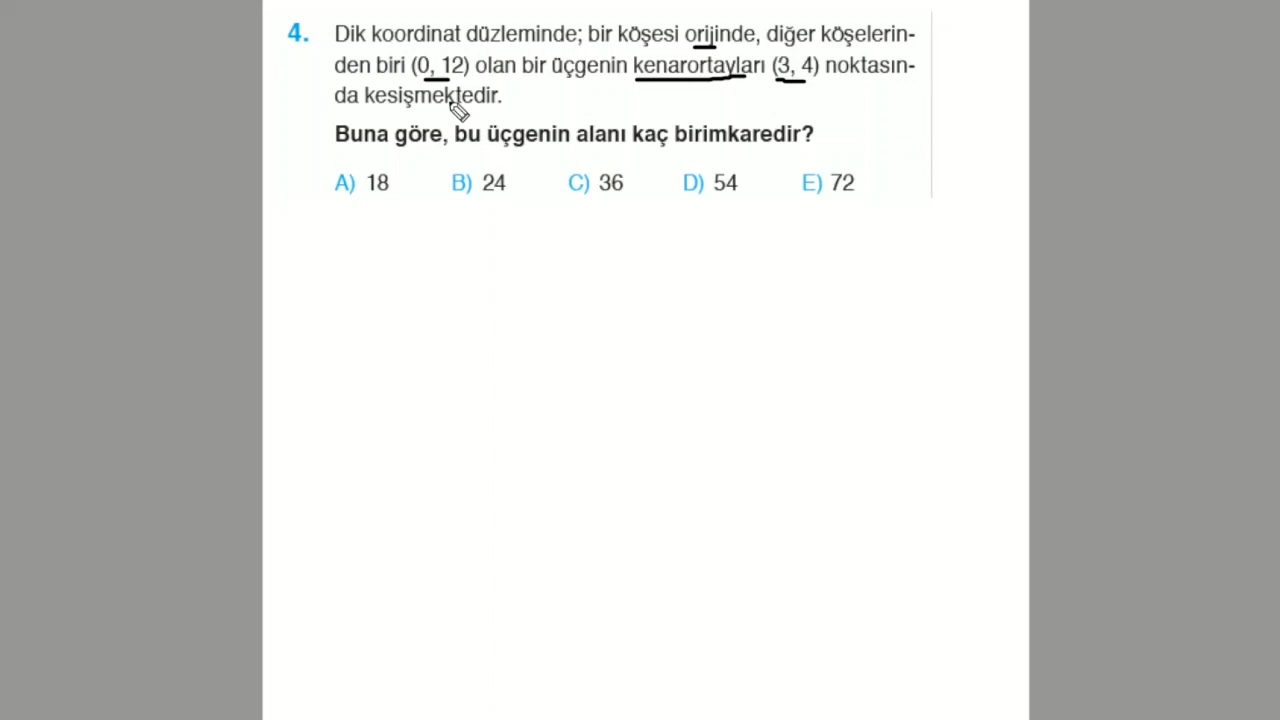 4. Dik koordinat düzleminde; bir köşesi orijinde, diğer köşelerin-
den biri (0, 12) olan bir üçgenin kenarortayları (3, 4) noktasın-
da kesişmektedir.
Buna göre, bu üçgenin alanı kaç birimkaredir?
A) 18 B) 24 C) 36 D) 54 E) 72